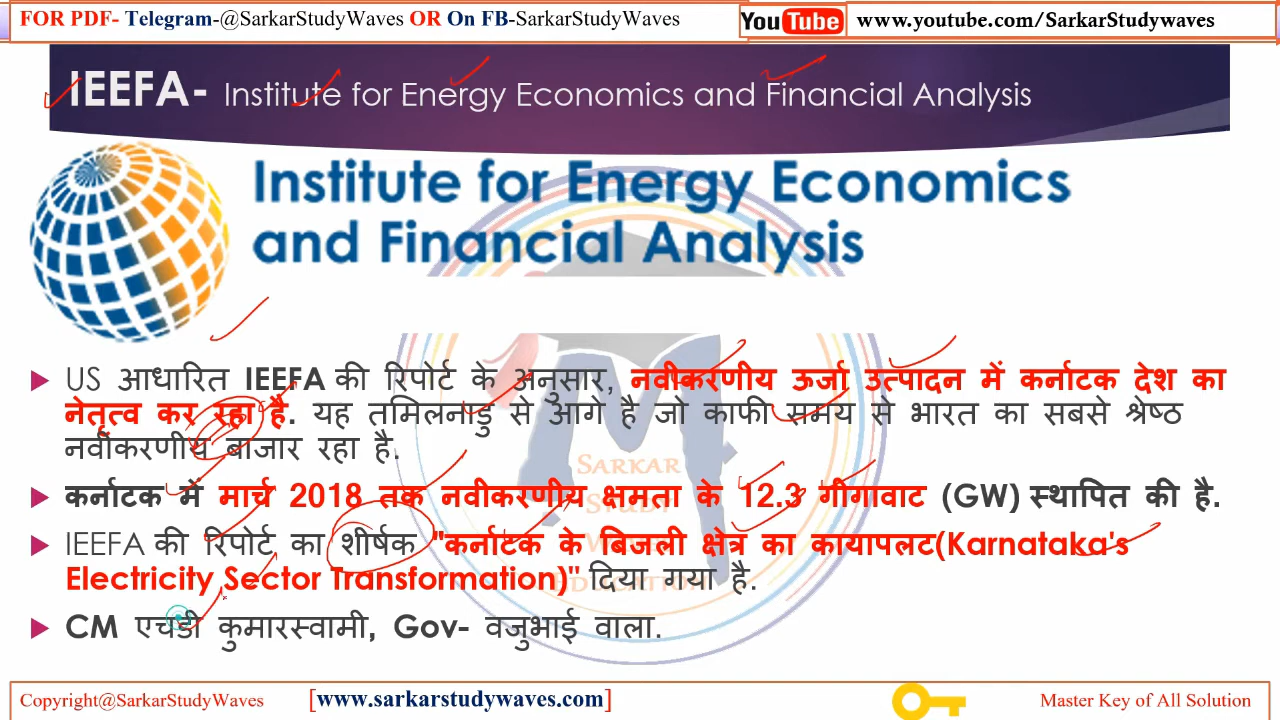 FOR PDF- Telegram-@SarkarStudyWaves OR On FB-SarkarStudyWaves
YouTube www.youtube.com/SarkarStudywaves
IEEFA- Institute for Energy Economics and Financial Analysis
Institute for Energy Economics
and Financial Analysis
US आधारित IEEFA की रिपोर्ट के अनुसार, नवीकरणीय ऊर्जा उत्पादन में कर्नाटक देश का
नेतृत्व कर रहा है. यह तमिलनाडु से आगे है जो काफी समय से भारत का सबसे श्रेष्ठ
नवीकरणीय बाजार रहा है.
SARKAR
STUDY
WAVES
EDUCATION
कर्नाटक में मार्च 2018 तक नवीकरणीय क्षमता के 12.3 गीगावाट (GW) स्थापित की है.
IEEFA की रिपोर्ट का शीर्षक "कर्नाटक के बिजली क्षेत्र का कायापलट(Karnataka's
Electricity Sector Transformation)" दिया गया है.
CM एचडी कुमारस्वामी, Gov- वजुभाई वाला.
Copyright@SarkarStudyWaves
[www.sarkarstudywaves.com]
Master Key of All Solution